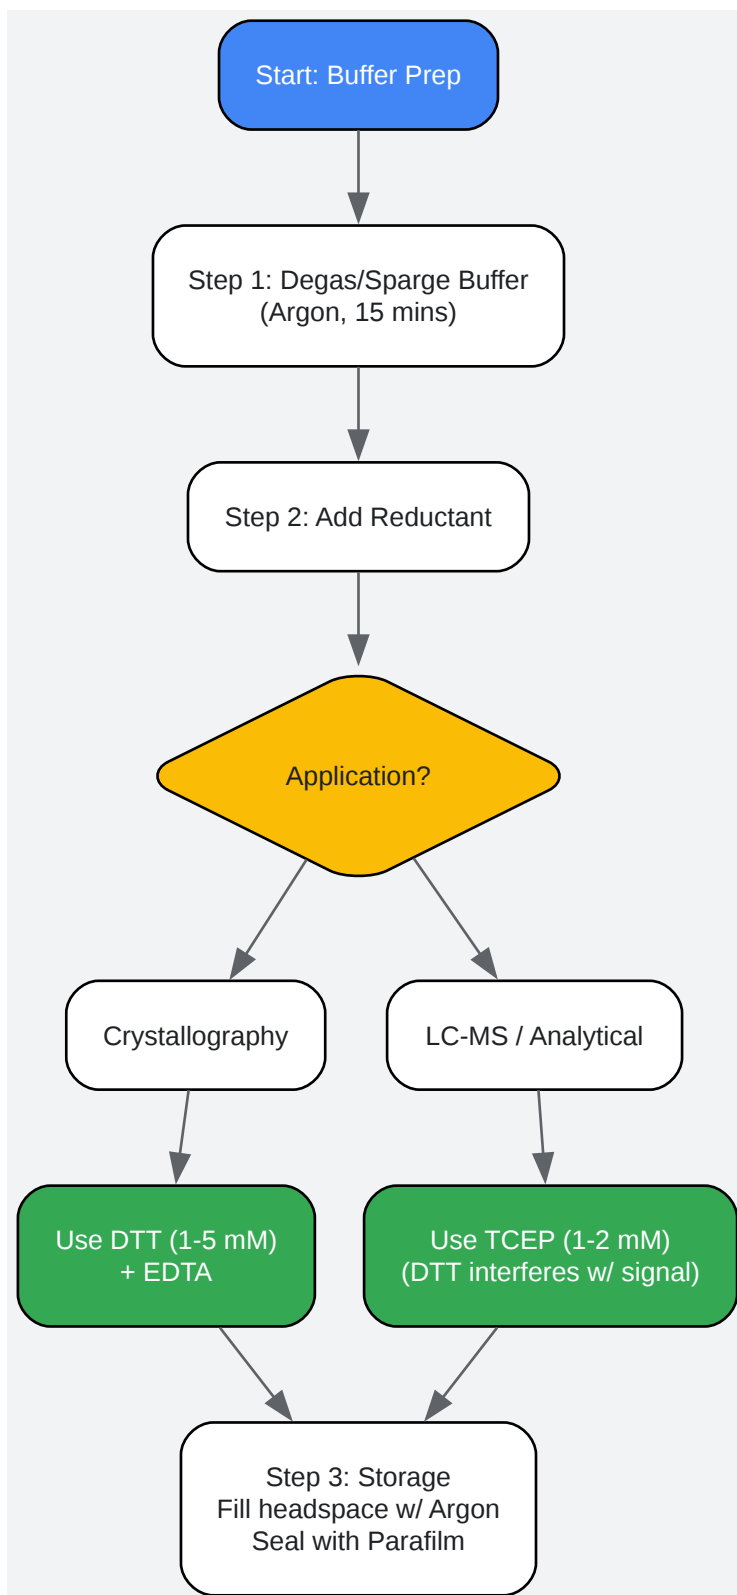 Start: Buffer Prep
Step 1: Degas/Sparge Buffer
(Argon, 15 mins)
Step 2: Add Reductant
Application?
Crystallography
LC-MS / Analytical
Use DTT (1-5 mM)
+ EDTA
Use TCEP (1-2 mM)
(DTT interferes w/ signal)
Step 3: Storage
Fill headspace w/ Argon
Seal with Parafilm